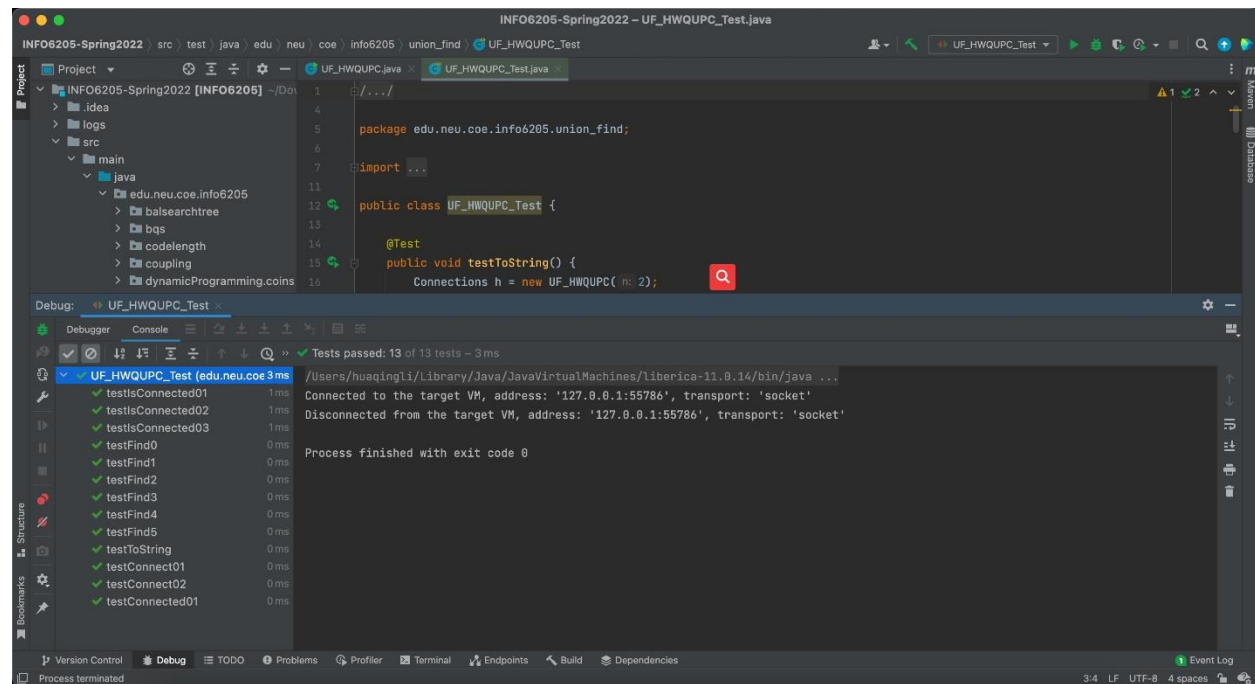 INFO6205-Spring2022 – UF_HWQUPC_Test.java
INFO6205-Spring2022 src test java edu neu coe info6205 union_find UF_HWQUPC_Test UF_HWQUPC_Test
Project
Project UF_HWQUPC.java UF_HWQUPC_Test.java
INFO6205-Spring2022 [INFO6205] ~/Dov
.idea
logs
src
main
java
edu.neu.coe.info6205
balsearchtree
bqs
codelength
coupling
dynamicProgramming.coins
1 /.../
4
5 package edu.neu.coe.info6205.union_find;
6
7 import ...
11
12 public class UF_HWQUPC_Test {
13
14 @Test
15 public void testToString() {
16 Connections h = new UF_HWQUPC( n: 2);
1 2
Maven
Database
Debug: UF_HWQUPC_Test
Debugger Console
Tests passed: 13 of 13 tests – 3 ms
UF_HWQUPC_Test (edu.neu.coe 3 ms
testIsConnected01 1 ms
testIsConnected02 1 ms
testIsConnected03 1 ms
testFind0 0 ms
testFind1 0 ms
testFind2 0 ms
testFind3 0 ms
testFind4 0 ms
testFind5 0 ms
testToString 0 ms
testConnect01 0 ms
testConnect02 0 ms
testConnected01 0 ms
/Users/huaqingli/Library/Java/JavaVirtualMachines/liberica-11.0.14/bin/java ...
Connected to the target VM, address: '127.0.0.1:55786', transport: 'socket'
Disconnected from the target VM, address: '127.0.0.1:55786', transport: 'socket'
Process finished with exit code 0
Structure
Bookmarks
Version Control Debug TODO Problems Profiler Terminal Endpoints Build Dependencies 1 Event Log
Process terminated 3:4 LF UTF-8 4 spaces